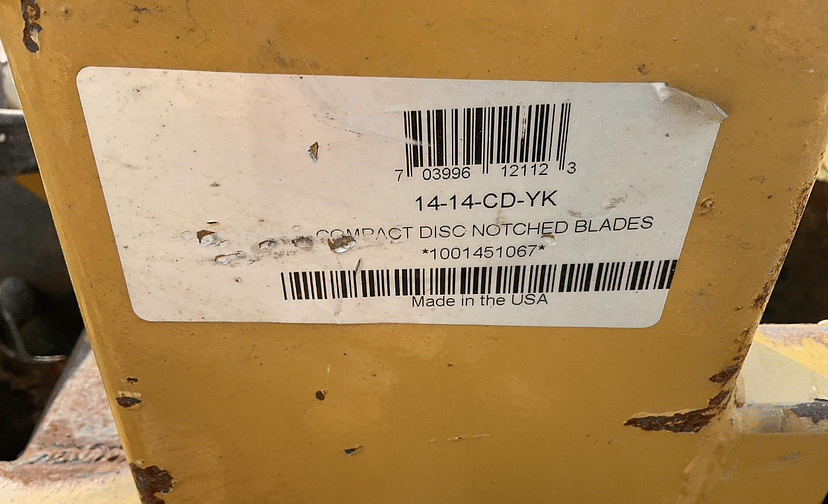 7 03996 12112 3
14-14-CD-YK
COMPACT DISC NOTCHED BLADES
*1001451067*
Made in the USA